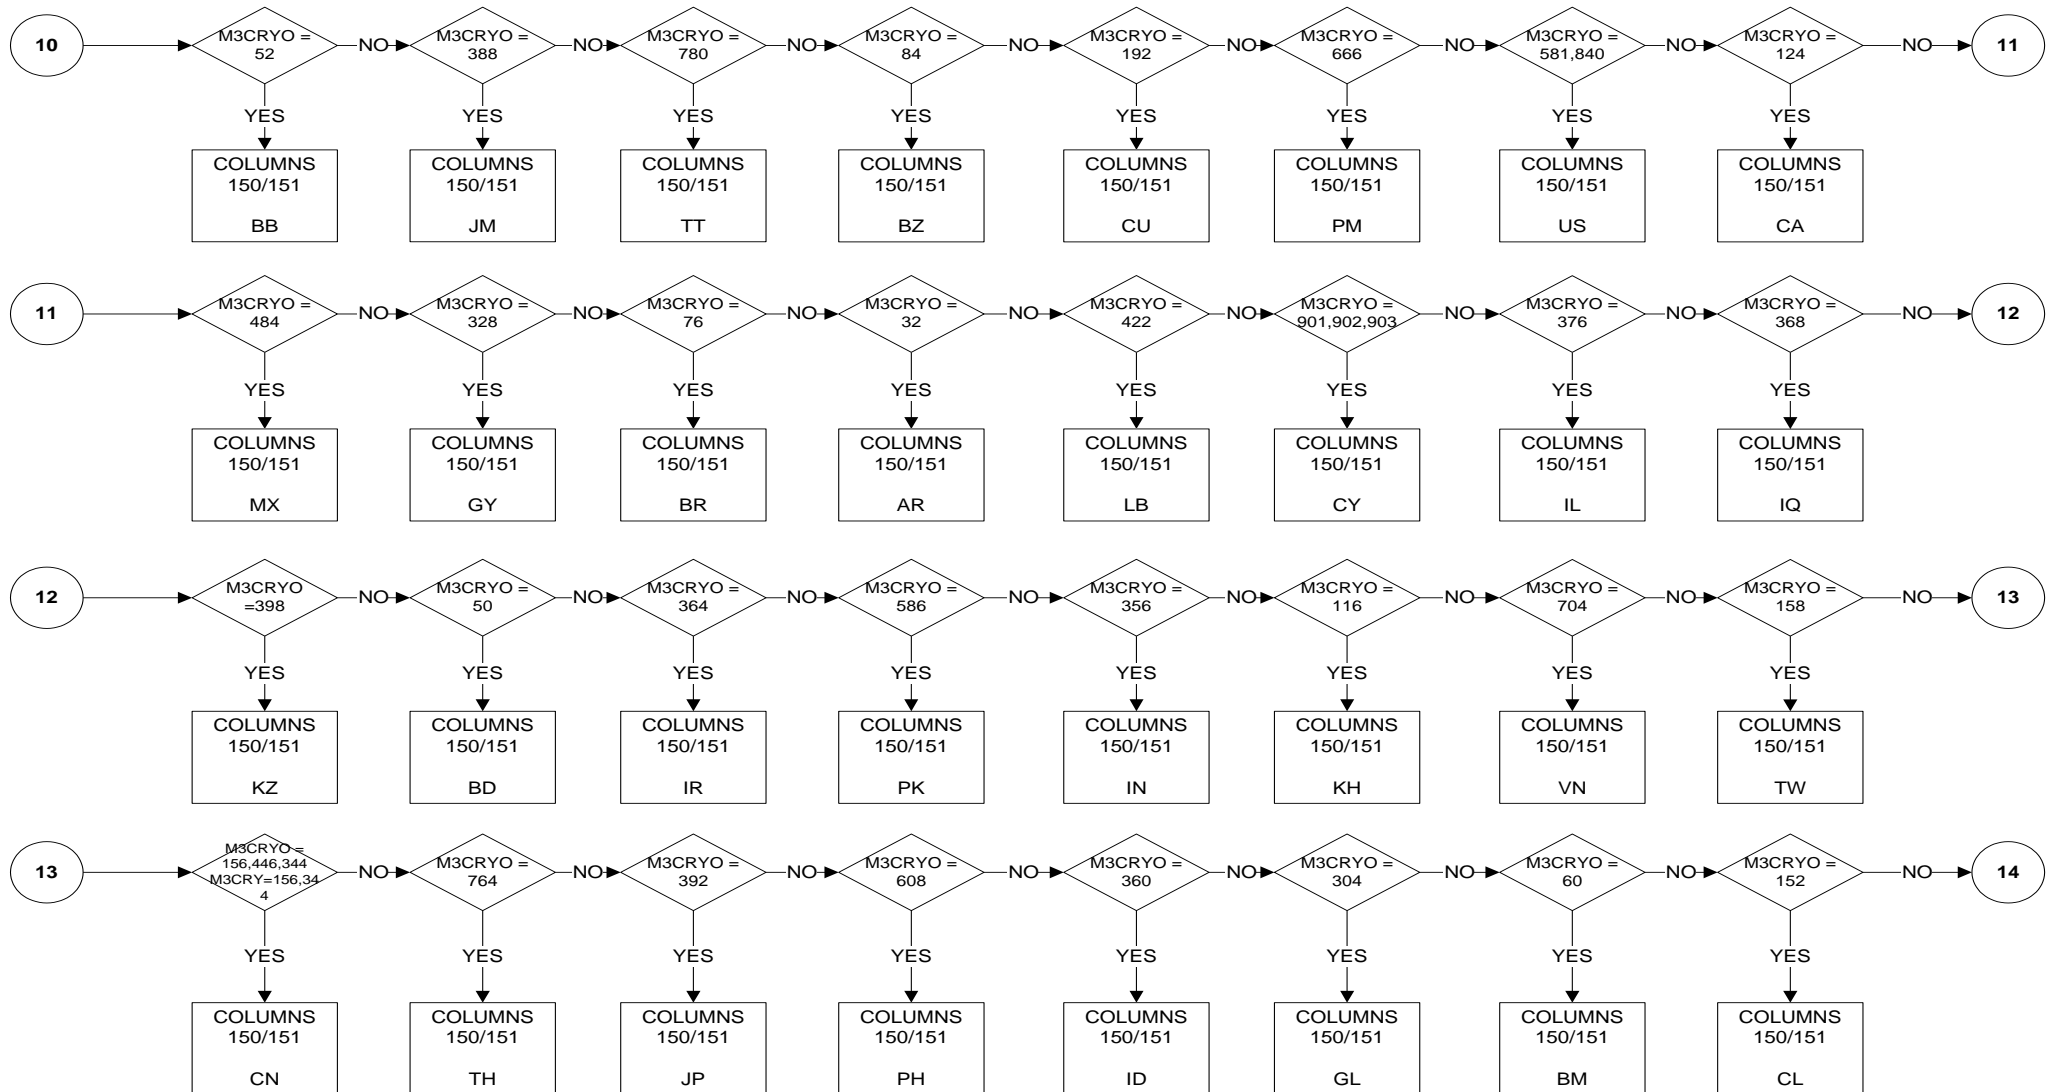 10
M3CRYO =
52
NO
M3CRYO =
388
NO
M3CRYO =
780
NO
M3CRYO =
84
NO
M3CRYO =
192
NO
M3CRYO =
666
NO
M3CRYO =
581,840
NO
M3CRYO =
124
NO
11
YES
YES
YES
YES
YES
YES
YES
YES
COLUMNS
150/151
BB
COLUMNS
150/151
JM
COLUMNS
150/151
TT
COLUMNS
150/151
BZ
COLUMNS
150/151
CU
COLUMNS
150/151
PM
COLUMNS
150/151
US
COLUMNS
150/151
CA
11
M3CRYO =
484
NO
M3CRYO =
328
NO
M3CRYO =
76
NO
M3CRYO =
32
NO
M3CRYO =
422
NO
M3CRYO =
901,902,903
NO
M3CRYO =
376
NO
M3CRYO =
368
NO
12
YES
YES
YES
YES
YES
YES
YES
YES
COLUMNS
150/151
MX
COLUMNS
150/151
GY
COLUMNS
150/151
BR
COLUMNS
150/151
AR
COLUMNS
150/151
LB
COLUMNS
150/151
CY
COLUMNS
150/151
IL
COLUMNS
150/151
IQ
12
M3CRYO
=398
NO
M3CRYO =
50
NO
M3CRYO =
364
NO
M3CRYO =
586
NO
M3CRYO =
356
NO
M3CRYO =
116
NO
M3CRYO =
704
NO
M3CRYO =
158
NO
13
YES
YES
YES
YES
YES
YES
YES
YES
COLUMNS
150/151
KZ
COLUMNS
150/151
BD
COLUMNS
150/151
IR
COLUMNS
150/151
PK
COLUMNS
150/151
IN
COLUMNS
150/151
KH
COLUMNS
150/151
VN
COLUMNS
150/151
TW
13
M3CRYO =
156,446,344
M3CRY=156,34
4
NO
M3CRYO =
764
NO
M3CRYO =
392
NO
M3CRYO =
608
NO
M3CRYO =
360
NO
M3CRYO =
304
NO
M3CRYO =
60
NO
M3CRYO =
152
NO
14
YES
YES
YES
YES
YES
YES
YES
YES
COLUMNS
150/151
CN
COLUMNS
150/151
TH
COLUMNS
150/151
JP
COLUMNS
150/151
PH
COLUMNS
150/151
ID
COLUMNS
150/151
GL
COLUMNS
150/151
BM
COLUMNS
150/151
CL